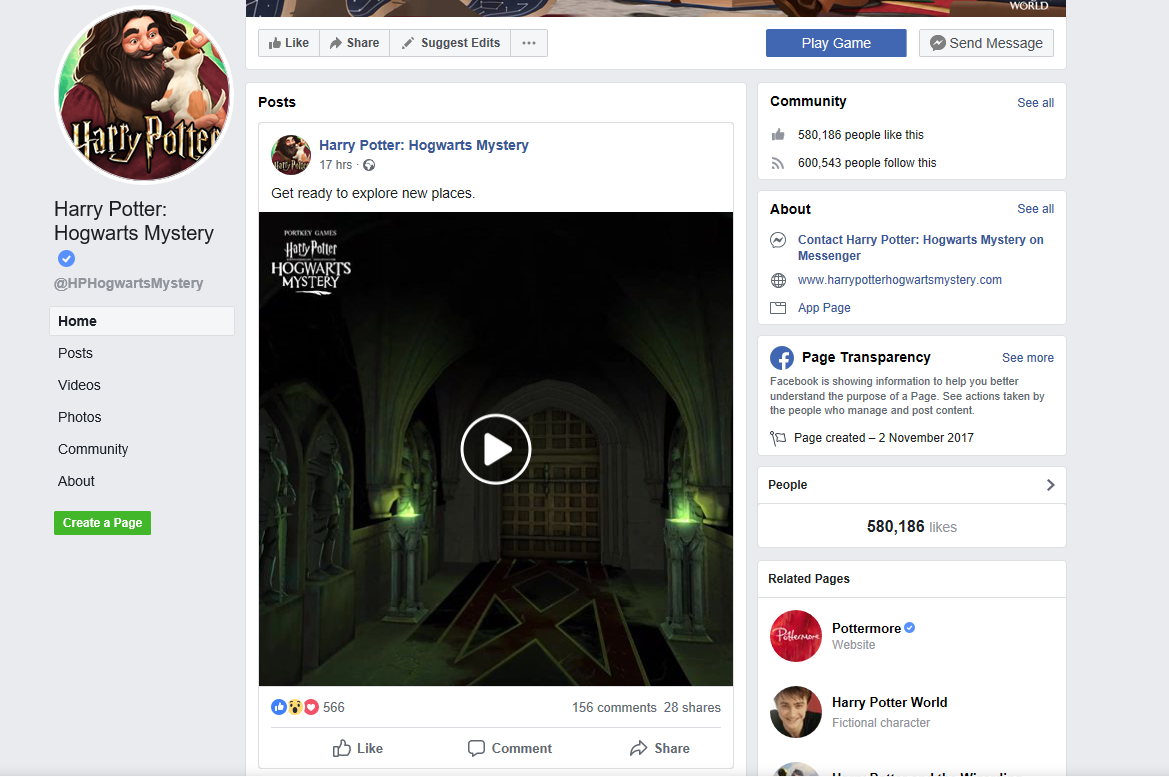 WORLD
Like
Share
Suggest Edits
Play Game
Send Message
Harry Potter
Harry Potter:
Hogwarts Mystery
@HPHogwartsMystery
Home
Posts
Videos
Photos
Community
About
Create a Page
Posts
Harry Potter: Hogwarts Mystery
17 hrs ·
Get ready to explore new places.
PORTKEY GAMES
Harry Potter
HOGWARTS
MYSTERY
566
156 comments 28 shares
Like
Comment
Share
Community
See all
580,186 people like this
600,543 people follow this
About
See all
Contact Harry Potter: Hogwarts Mystery on
Messenger
www.harrypotterhogwartsmystery.com
App Page
Page Transparency
See more
Facebook is showing information to help you better
understand the purpose of a Page. See actions taken by
the people who manage and post content.
Page created – 2 November 2017
People
580,186 likes
Related Pages
Pottermore
Pottermore
Website
Harry Potter World
Fictional character